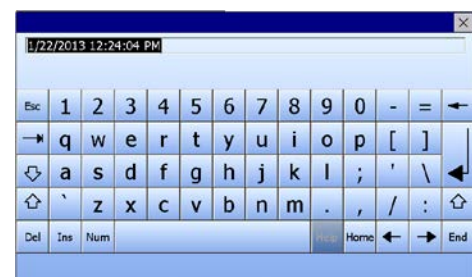 1/22/2013 12:24:04 PM
Esc 1 2 3 4 5 6 7 8 9 0 - =
q w e r t y u i o p [ ]
a s d f g h j k l ; ' \
` z x c v b n m . , / :
Del Ins Num Help Home End